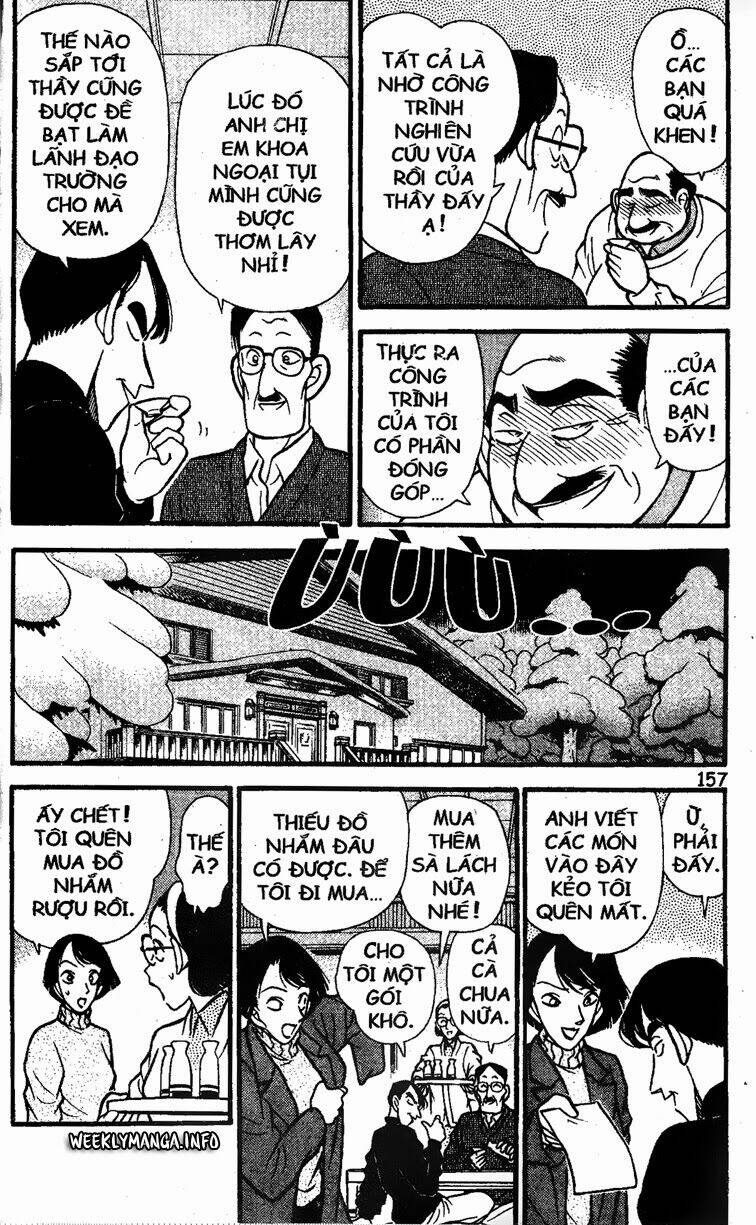 THẾ NÀO
SẮP TỚI
THẦY CŨNG
ĐƯỢC ĐỀ
BẠT LÀM
LÃNH ĐẠO
TRƯỜNG
CHO MÀ
XEM.
LÚC ĐÓ
ANH CHỊ
EM KHOA
NGOẠI TỤI
MÌNH CŨNG
ĐƯỢC
THƠM LÂY
NHỈ!
TẤT CẢ LÀ
NHỜ CÔNG
TRÌNH
NGHIÊN
CỨU VỪA
RỒI CỦA
THẦY ĐẤY
Ạ!
Ồ...
CÁC
BẠN
QUÁ
KHEN!
THỰC RA
CÔNG
TRÌNH
CỦA TÔI
CÓ PHẦN
ĐÓNG
GÓP...
...CỦA
CÁC
BẠN
ĐẤY!
Ù Ù Ù...
157
ẤY CHẾT!
TÔI QUÊN
MUA ĐỒ
NHẮM
RƯỢU RỒI.
THẾ
À?
THIẾU ĐỒ
NHẮM ĐÂU
CÓ ĐƯỢC. ĐỂ
TÔI ĐI MUA...
MUA
THÊM
SÀ LÁCH
NỮA
NHÉ!
CHO
TÔI MỘT
GÓI
KHÔ.
CẢ
CÀ
CHUA
NỮA.
ANH VIẾT
CÁC MÓN
VÀO ĐÂY
KẺO TÔI
QUÊN MẤT.
Ừ,
PHẢI
ĐẤY.
WEEKLYMANGA.INFO